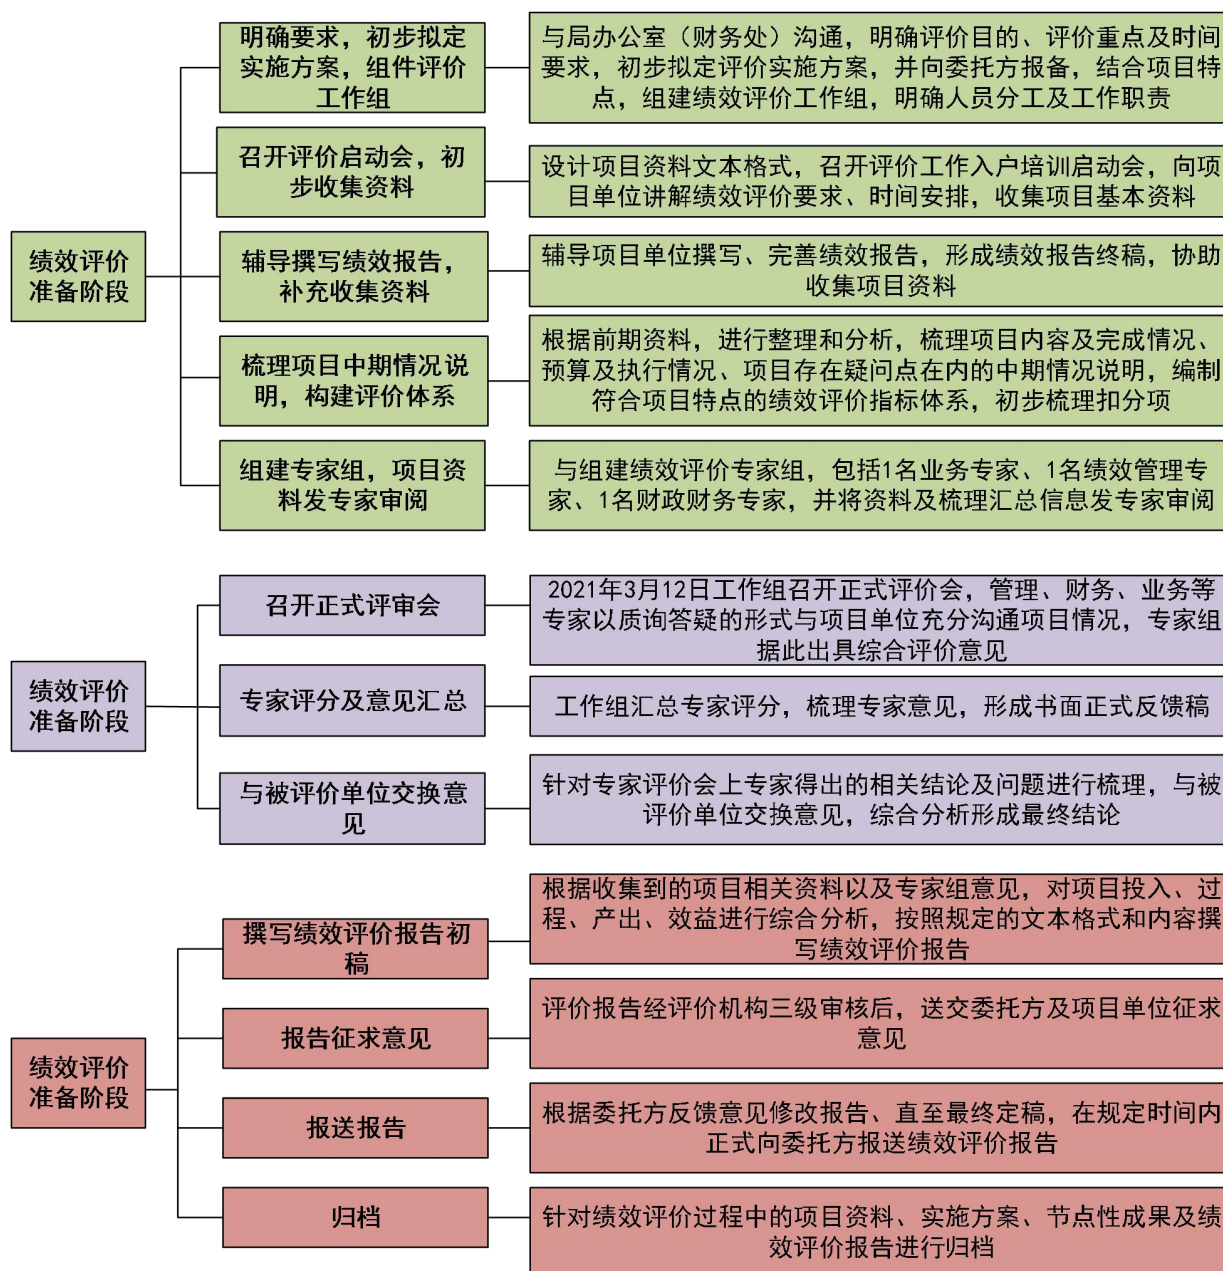 绩效评价
准备阶段
明确要求，初步拟定
实施方案，组件评价
工作组
与局办公室（财务处）沟通，明确评价目的、评价重点及时间
要求，初步拟定评价实施方案，并向委托方报备，结合项目特
点，组建绩效评价工作组，明确人员分工及工作职责
召开评价启动会，初
步收集资料
设计项目资料文本格式，召开评价工作入户培训启动会，向项
目单位讲解绩效评价要求、时间安排，收集项目基本资料
辅导撰写绩效报告，
补充收集资料
辅导项目单位撰写、完善绩效报告，形成绩效报告终稿，协助
收集项目资料
梳理项目中期情况说
明，构建评价体系
根据前期资料，进行整理和分析，梳理项目内容及完成情况、
预算及执行情况、项目存在疑问点在内的中期情况说明，编制
符合项目特点的绩效评价指标体系，初步梳理扣分项
组建专家组，项目资
料发专家审阅
与组建绩效评价专家组，包括1名业务专家、1名绩效管理专
家、1名财政财务专家，并将资料及梳理汇总信息发专家审阅
绩效评价
准备阶段
召开正式评审会
2021年3月12日工作组召开正式评价会，管理、财务、业务等
专家以质询答疑的形式与项目单位充分沟通项目情况，专家组
据此出具综合评价意见
专家评分及意见汇总
工作组汇总专家评分，梳理专家意见，形成书面正式反馈稿
与被评价单位交换意
见
针对专家评价会上专家得出的相关结论及问题进行梳理，与被
评价单位交换意见，综合分析形成最终结论
绩效评价
准备阶段
撰写绩效评价报告初
稿
根据收集到的项目相关资料以及专家组意见，对项目投入、过
程、产出、效益进行综合分析，按照规定的文本格式和内容撰
写绩效评价报告
报告征求意见
评价报告经评价机构三级审核后，送交委托方及项目单位征求
意见
报送报告
根据委托方反馈意见修改报告、直至最终定稿，在规定时间内
正式向委托方报送绩效评价报告
归档
针对绩效评价过程中的项目资料、实施方案、节点性成果及绩
效评价报告进行归档